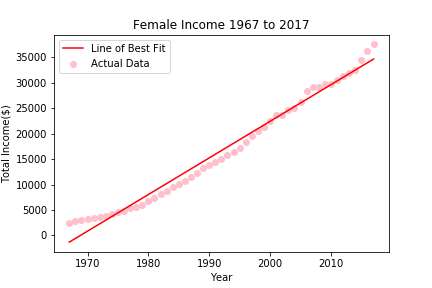 Female Income 1967 to 2017
Line of Best Fit
Actual Data
Total Income($)
35000
30000
25000
20000
15000
10000
5000
0
1970
1980
1990
2000
2010
Year